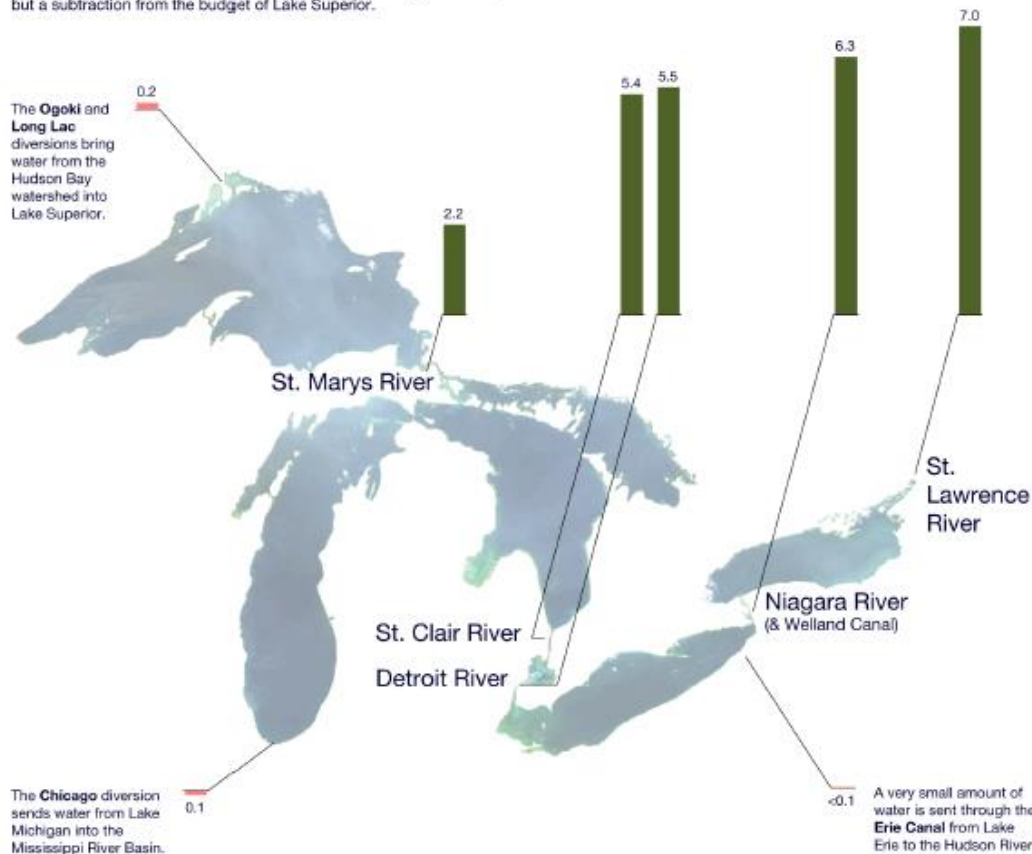 but a subtraction from the budget of Lake Superior.
7.0
6.3
5.4
5.5
0.2
The Ogoki and
Long Lac
diversions bring
water from the
Hudson Bay
watershed into
Lake Superior.
2.2
St. Marys River
St.
Lawrence
River
Niagara River
(& Welland Canal)
St. Clair River
Detroit River
The Chicago diversion
sends water from Lake
Michigan into the
Mississippi River Basin.
0.1
<0.1
A very small amount of
water is sent through the
Erie Canal from Lake
Erie to the Hudson River